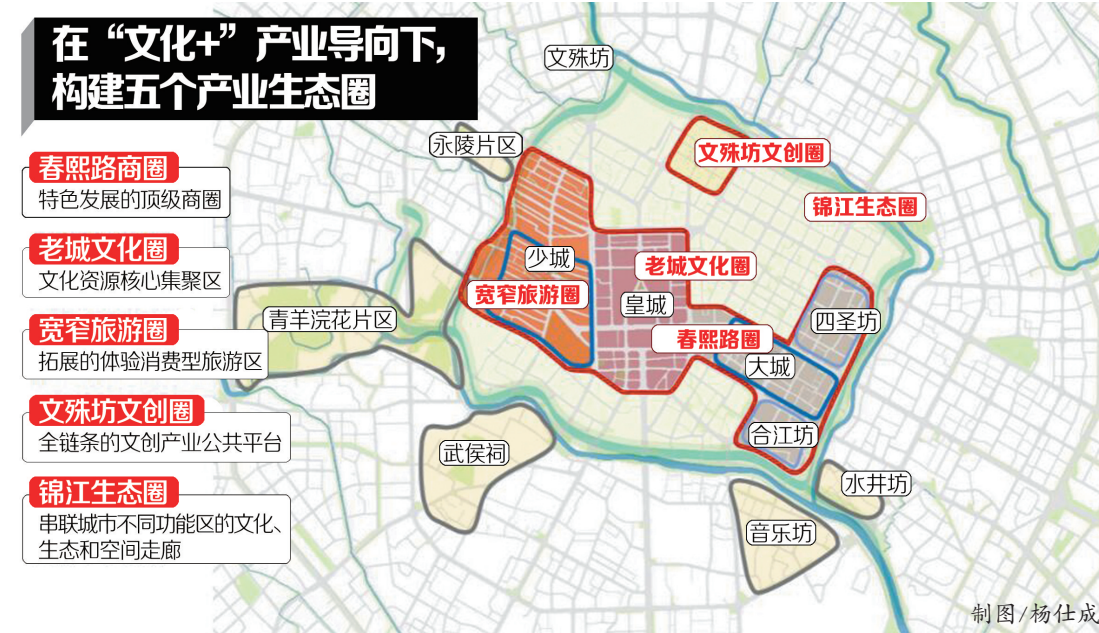 在“文化+”产业导向下，
构建五个产业生态圈
春熙路商圈
特色发展的顶级商圈
老城文化圈
文化资源核心集聚区
宽窄旅游圈
拓展的体验消费型旅游区
文殊坊文创圈
全链条的文创产业公共平台
锦江生态圈
串联城市不同功能区的文化、
生态和空间走廊
文殊坊
永陵片区
文殊坊文创圈
锦江生态圈
少城
老城文化圈
宽窄旅游圈
皇城
青羊浣花片区
四圣坊
春熙路圈
大城
合江坊
武侯祠
水井坊
音乐坊
制图/杨仕成